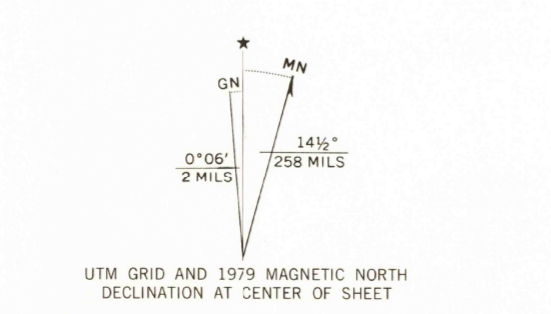 ★
MN
GN
14½°
258 MILS
0°06′
2 MILS
UTM GRID AND 1979 MAGNETIC NORTH
DECLINATION AT CENTER OF SHEET